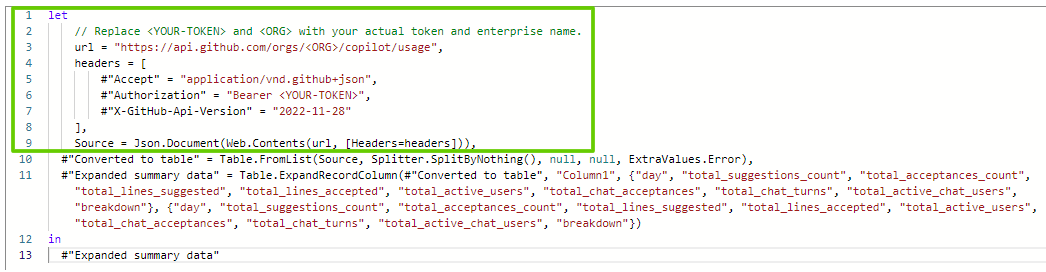 1 let
2 // Replace <YOUR-TOKEN> and <ORG> with your actual token and enterprise name.
3 url = "https://api.github.com/orgs/<ORG>/copilot/usage",
4 headers = [
5 #"Accept" = "application/vnd.github+json",
6 #"Authorization" = "Bearer <YOUR-TOKEN>",
7 #"X-GitHub-Api-Version" = "2022-11-28"
8 ],
9 Source = Json.Document(Web.Contents(url, [Headers=headers])),
10 #"Converted to table" = Table.FromList(Source, Splitter.SplitByNothing(), null, null, ExtraValues.Error),
11 #"Expanded summary data" = Table.ExpandRecordColumn(#"Converted to table", "Column1", {"day", "total_suggestions_count", "total_acceptances_count",
"total_lines_suggested", "total_lines_accepted", "total_active_users", "total_chat_acceptances", "total_chat_turns", "total_active_chat_users",
"breakdown"}, {"day", "total_suggestions_count", "total_acceptances_count", "total_lines_suggested", "total_lines_accepted", "total_active_users",
"total_chat_acceptances", "total_chat_turns", "total_active_chat_users", "breakdown"})
12 in
13 #"Expanded summary data"